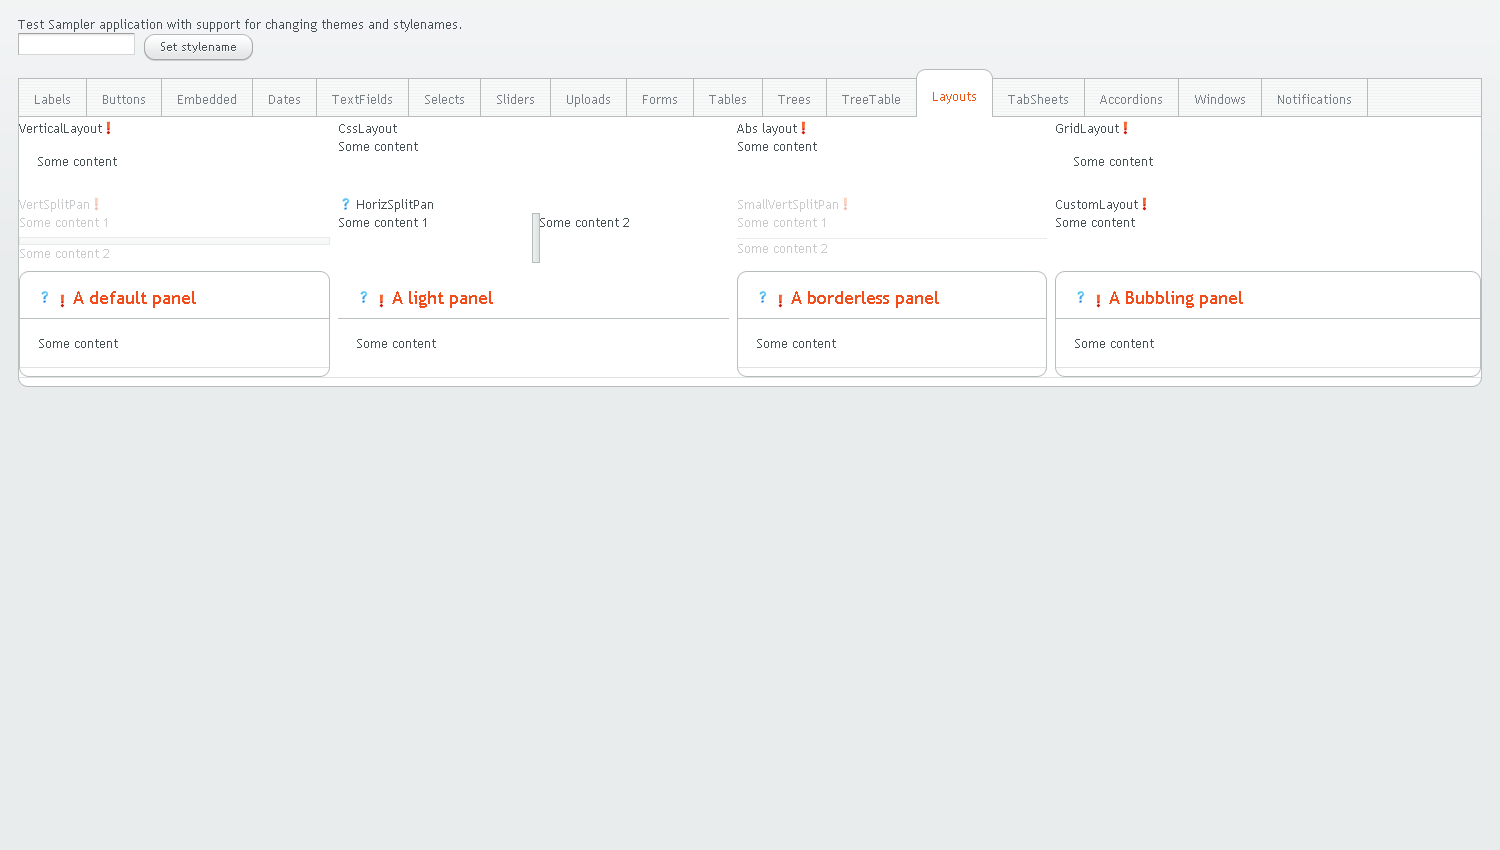 Test Sampler application with support for changing themes and stylenames.
Set stylename
Labels Buttons Embedded Dates TextFields Selects Sliders Uploads Forms Tables Trees TreeTable Layouts TabSheets Accordions Windows Notifications
VerticalLayout ! CssLayout Abs layout ! GridLayout !
Some content Some content
Some content Some content
VertSplitPan ! ? HorizSplitPan SmallVertSplitPan ! CustomLayout !
Some content 1 Some content 1 Some content 2 Some content 1 Some content
Some content 2 Some content 2
? ! A default panel ? ! A light panel ? ! A borderless panel ? ! A Bubbling panel
Some content Some content Some content Some content